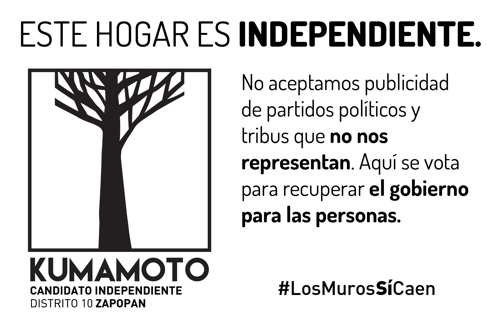 ESTE HOGAR ES INDEPENDIENTE.
No aceptamos publicidad
de partidos políticos y
tribus que no nos
representan. Aquí se vota
para recuperar el gobierno
para las personas.
KUMAMOTO
CANDIDATO INDEPENDIENTE
DISTRITO 10 ZAPOPAN
#LosMurosSíCaen